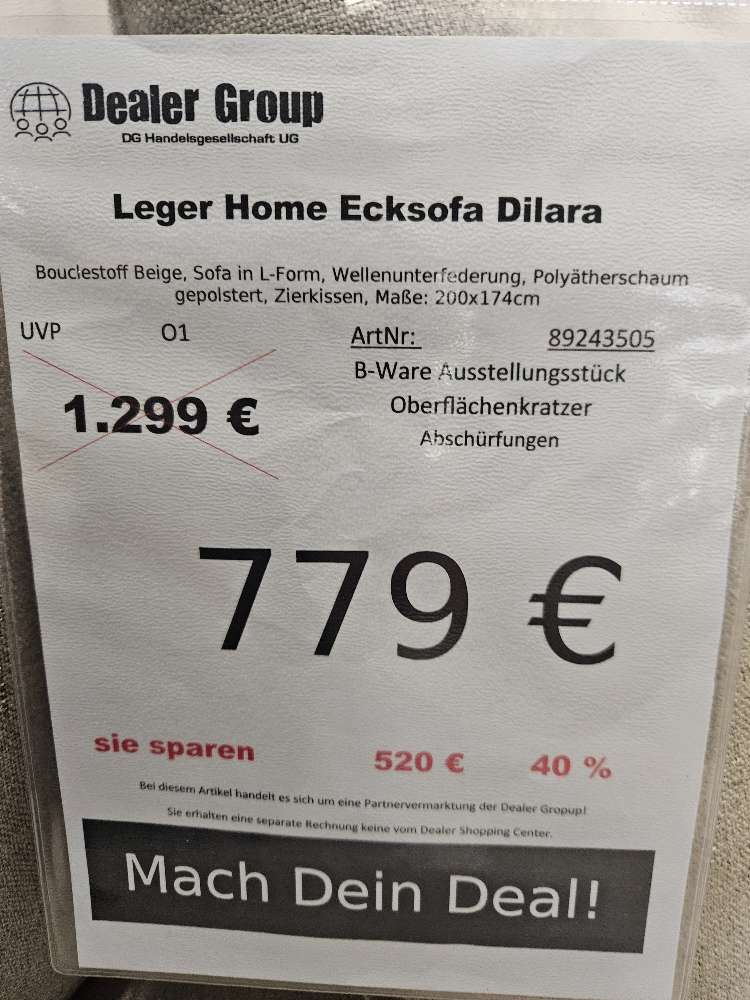 Dealer Group
DG Handelsgesellschaft UG
Leger Home Ecksofa Dilara
Bouclestoff Beige, Sofa in L-Form, Wellenunterfederung, Polyätherschaum
gepolstert, Zierkissen, Maße: 200x174cm
UVP O1 ArtNr: 89243505
B-Ware Ausstellungsstück
1.299 € Oberflächenkratzer
Abschürfungen
779 €
sie sparen 520 € 40 %
Bei diesem Artikel handelt es sich um eine Partnervermarktung der Dealer Gropup!
Sie erhalten eine separate Rechnung keine vom Dealer Shopping Center.
Mach Dein Deal!